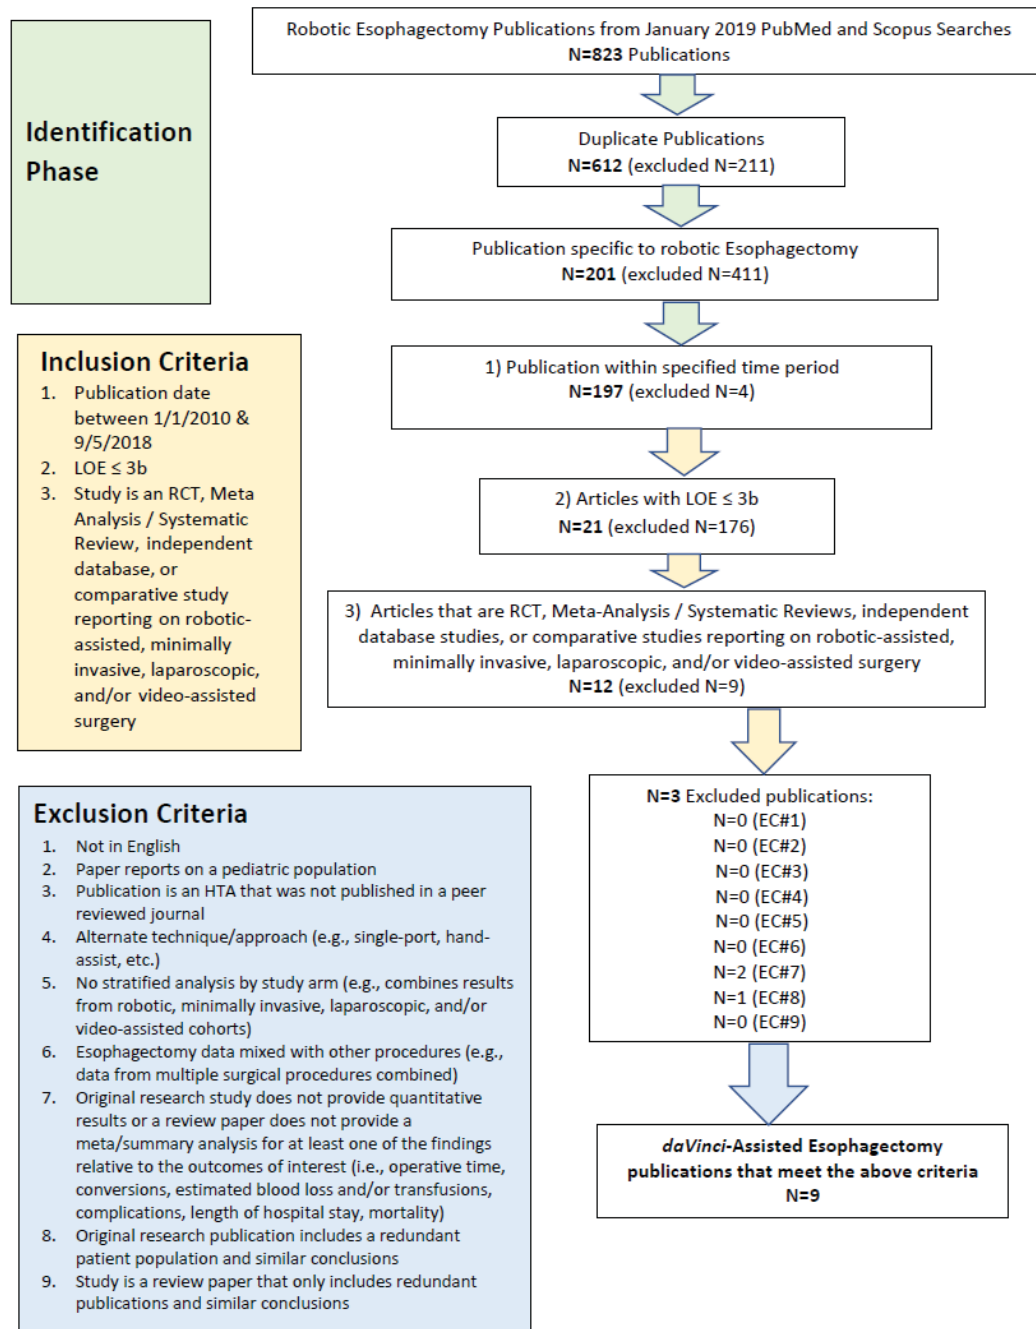 Robotic Esophagectomy Publications from January 2019 PubMed and Scopus Searches
N=823 Publications
Identification
Phase
Duplicate Publications
N=612 (excluded N=211)
Publication specific to robotic Esophagectomy
N=201 (excluded N=411)
Inclusion Criteria
1. Publication date
between 1/1/2010 &
9/5/2018
2. LOE ≤ 3b
3. Study is an RCT, Meta
Analysis / Systematic
Review, independent
database, or
comparative study
reporting on robotic-
assisted, minimally
invasive, laparoscopic,
and/or video-assisted
surgery
1) Publication within specified time period
N=197 (excluded N=4)
2) Articles with LOE ≤ 3b
N=21 (excluded N=176)
3) Articles that are RCT, Meta-Analysis / Systematic Reviews, independent
database studies, or comparative studies reporting on robotic-assisted,
minimally invasive, laparoscopic, and/or video-assisted surgery
N=12 (excluded N=9)
Exclusion Criteria
1. Not in English
2. Paper reports on a pediatric population
3. Publication is an HTA that was not published in a peer
reviewed journal
4. Alternate technique/approach (e.g., single-port, hand-
assist, etc.)
5. No stratified analysis by study arm (e.g., combines results
from robotic, minimally invasive, laparoscopic, and/or
video-assisted cohorts)
6. Esophagectomy data mixed with other procedures (e.g.,
data from multiple surgical procedures combined)
7. Original research study does not provide quantitative
results or a review paper does not provide a
meta/summary analysis for at least one of the findings
relative to the outcomes of interest (i.e., operative time,
conversions, estimated blood loss and/or transfusions,
complications, length of hospital stay, mortality)
8. Original research publication includes a redundant
patient population and similar conclusions
9. Study is a review paper that only includes redundant
publications and similar conclusions
N=3 Excluded publications:
N=0 (EC#1)
N=0 (EC#2)
N=0 (EC#3)
N=0 (EC#4)
N=0 (EC#5)
N=0 (EC#6)
N=2 (EC#7)
N=1 (EC#8)
N=0 (EC#9)
daVinci-Assisted Esophagectomy
publications that meet the above criteria
N=9